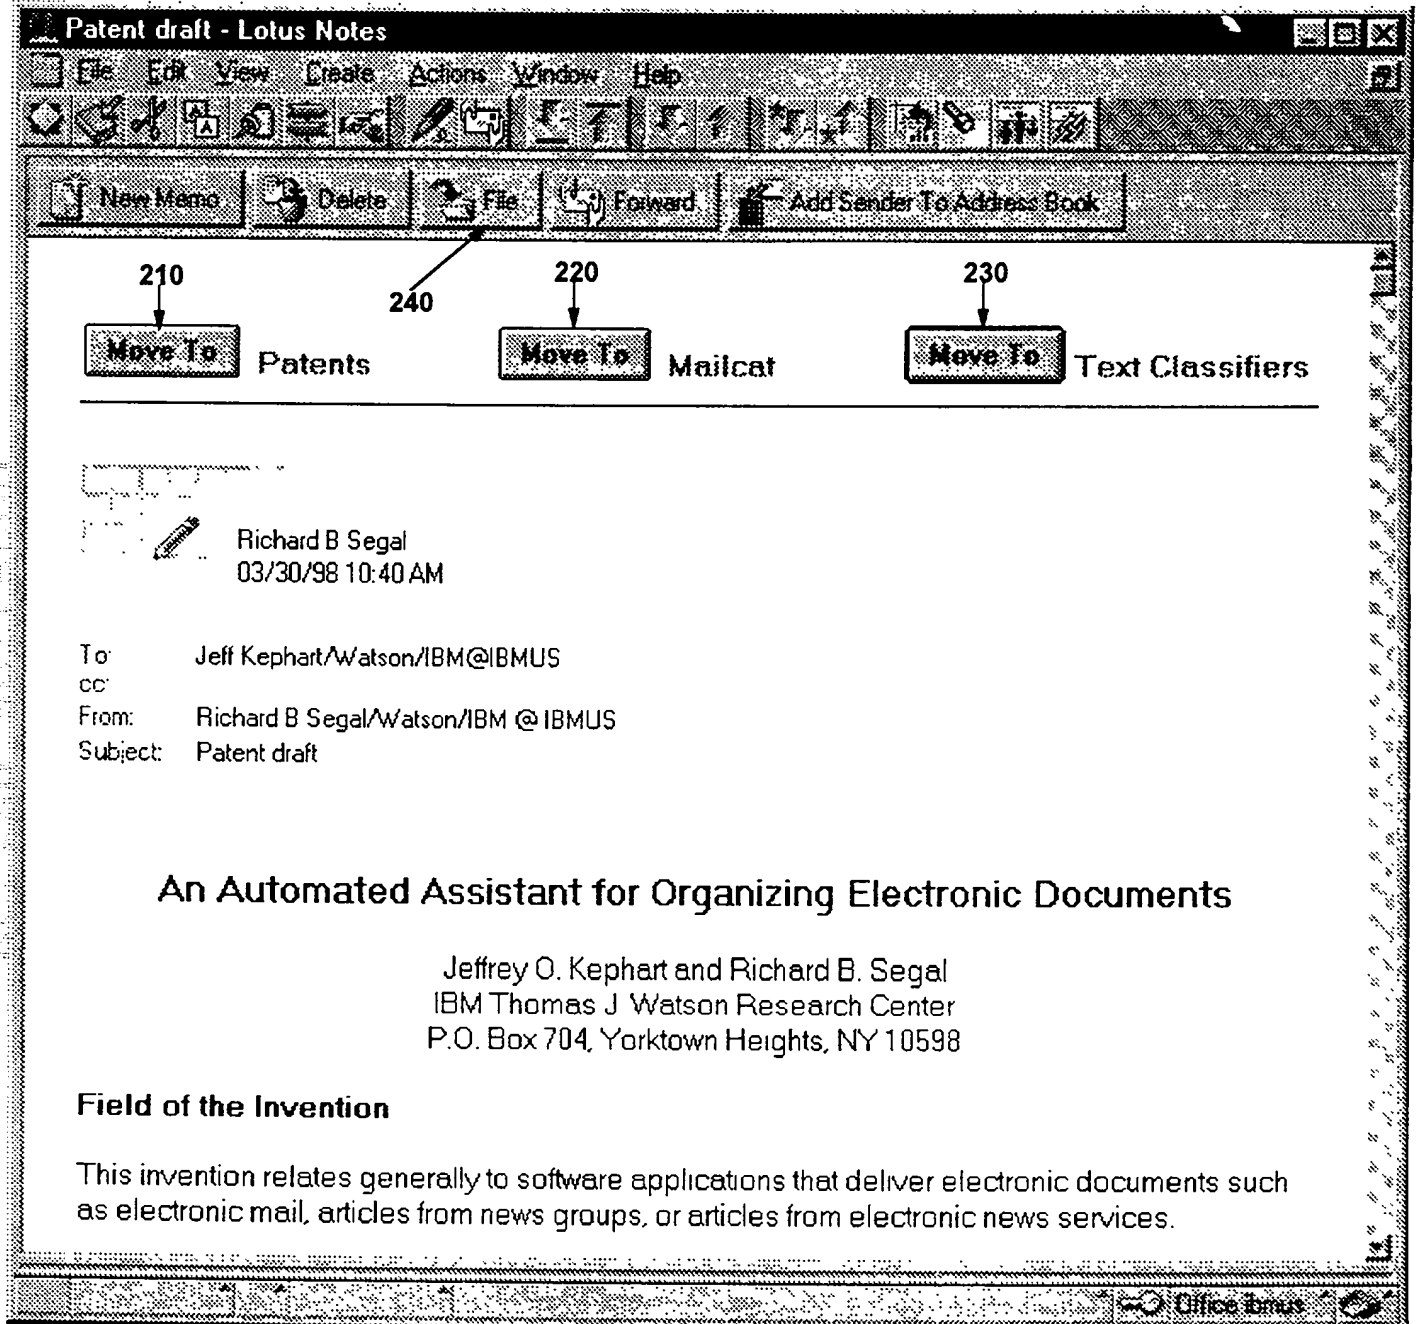 Patent draft - Lotus Notes
File Edit View Create Actions Window Help
New Memo Delete File Forward Add Sender To Address Book
210 220 230
240
Move To Patents Move To Mailcat Move To Text Classifiers
Richard B Segal
03/30/98 10:40 AM
To: Jeff Kephart/Watson/IBM@IBMUS
cc:
From: Richard B Segal/Watson/IBM @ IBMUS
Subject: Patent draft
An Automated Assistant for Organizing Electronic Documents
Jeffrey O. Kephart and Richard B. Segal
IBM Thomas J Watson Research Center
P.O. Box 704, Yorktown Heights, NY 10598
Field of the Invention
This invention relates generally to software applications that deliver electronic documents such
as electronic mail, articles from news groups, or articles from electronic news services.
Office ibmus